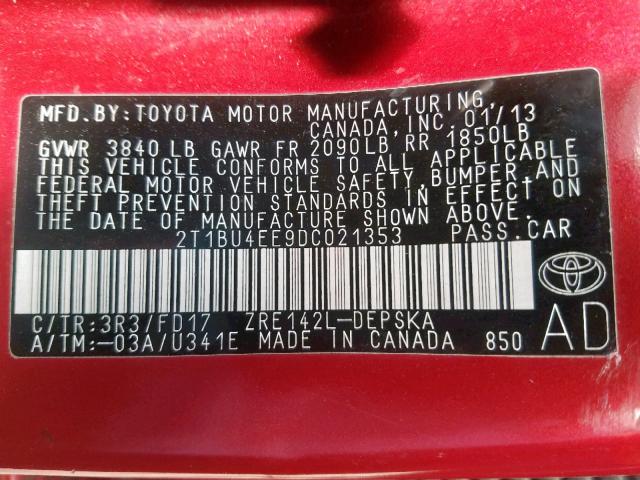 MFD.BY:TOYOTA MOTOR MANUFACTURING,
CANADA,INC. 01/13
GVWR 3840 LB GAWR FR 2090LB, RR 1850LB
THIS VEHICLE CONFORMS TO ALL APPLICABLE
FEDERAL MOTOR VEHICLE SAFETY,BUMPER,AND
THEFT PREVENTION STANDARDS IN EFFECT ON
THE DATE OF MANUFACTURE SHOWN ABOVE.
2T1BU4EE9DC021353 PASS.CAR
C/TR:3R3/FD17 ZRE142L-DEPSKA
A/TM:-03A/U341E MADE IN CANADA 850
AD